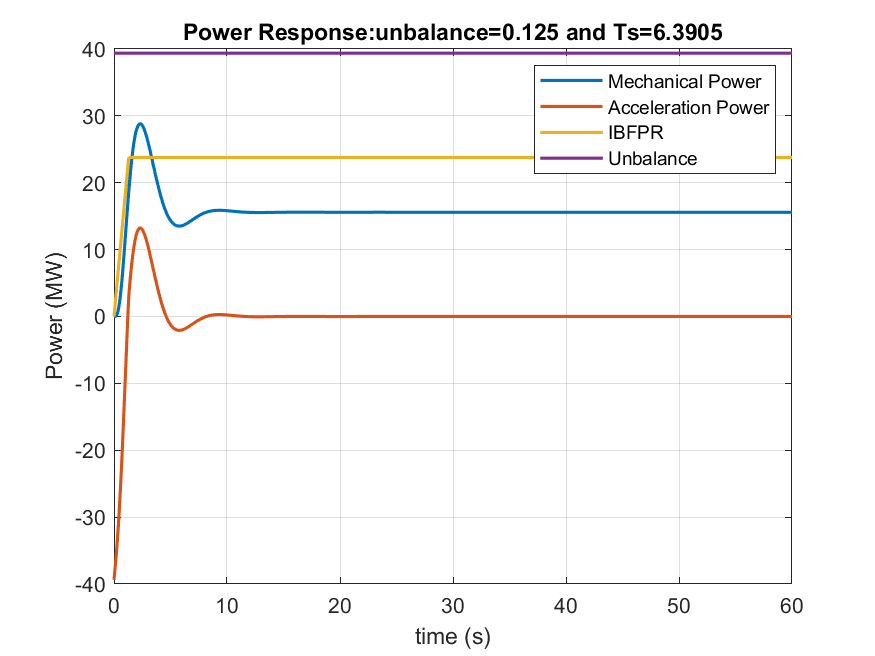 Power Response:unbalance=0.125 and Ts=6.3905
40
30
20
10
0
-10
-20
-30
-40
Power (MW)
Mechanical Power
Acceleration Power
IBFPR
Unbalance
0 10 20 30 40 50 60
time (s)